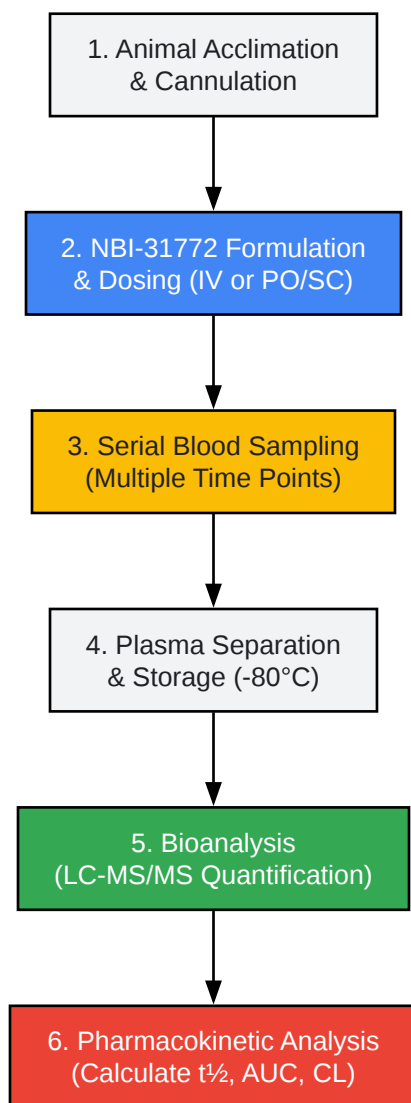 1. Animal Acclimation
& Cannulation
2. NBI-31772 Formulation
& Dosing (IV or PO/SC)
3. Serial Blood Sampling
(Multiple Time Points)
4. Plasma Separation
& Storage (-80°C)
5. Bioanalysis
(LC-MS/MS Quantification)
6. Pharmacokinetic Analysis
(Calculate t½, AUC, CL)